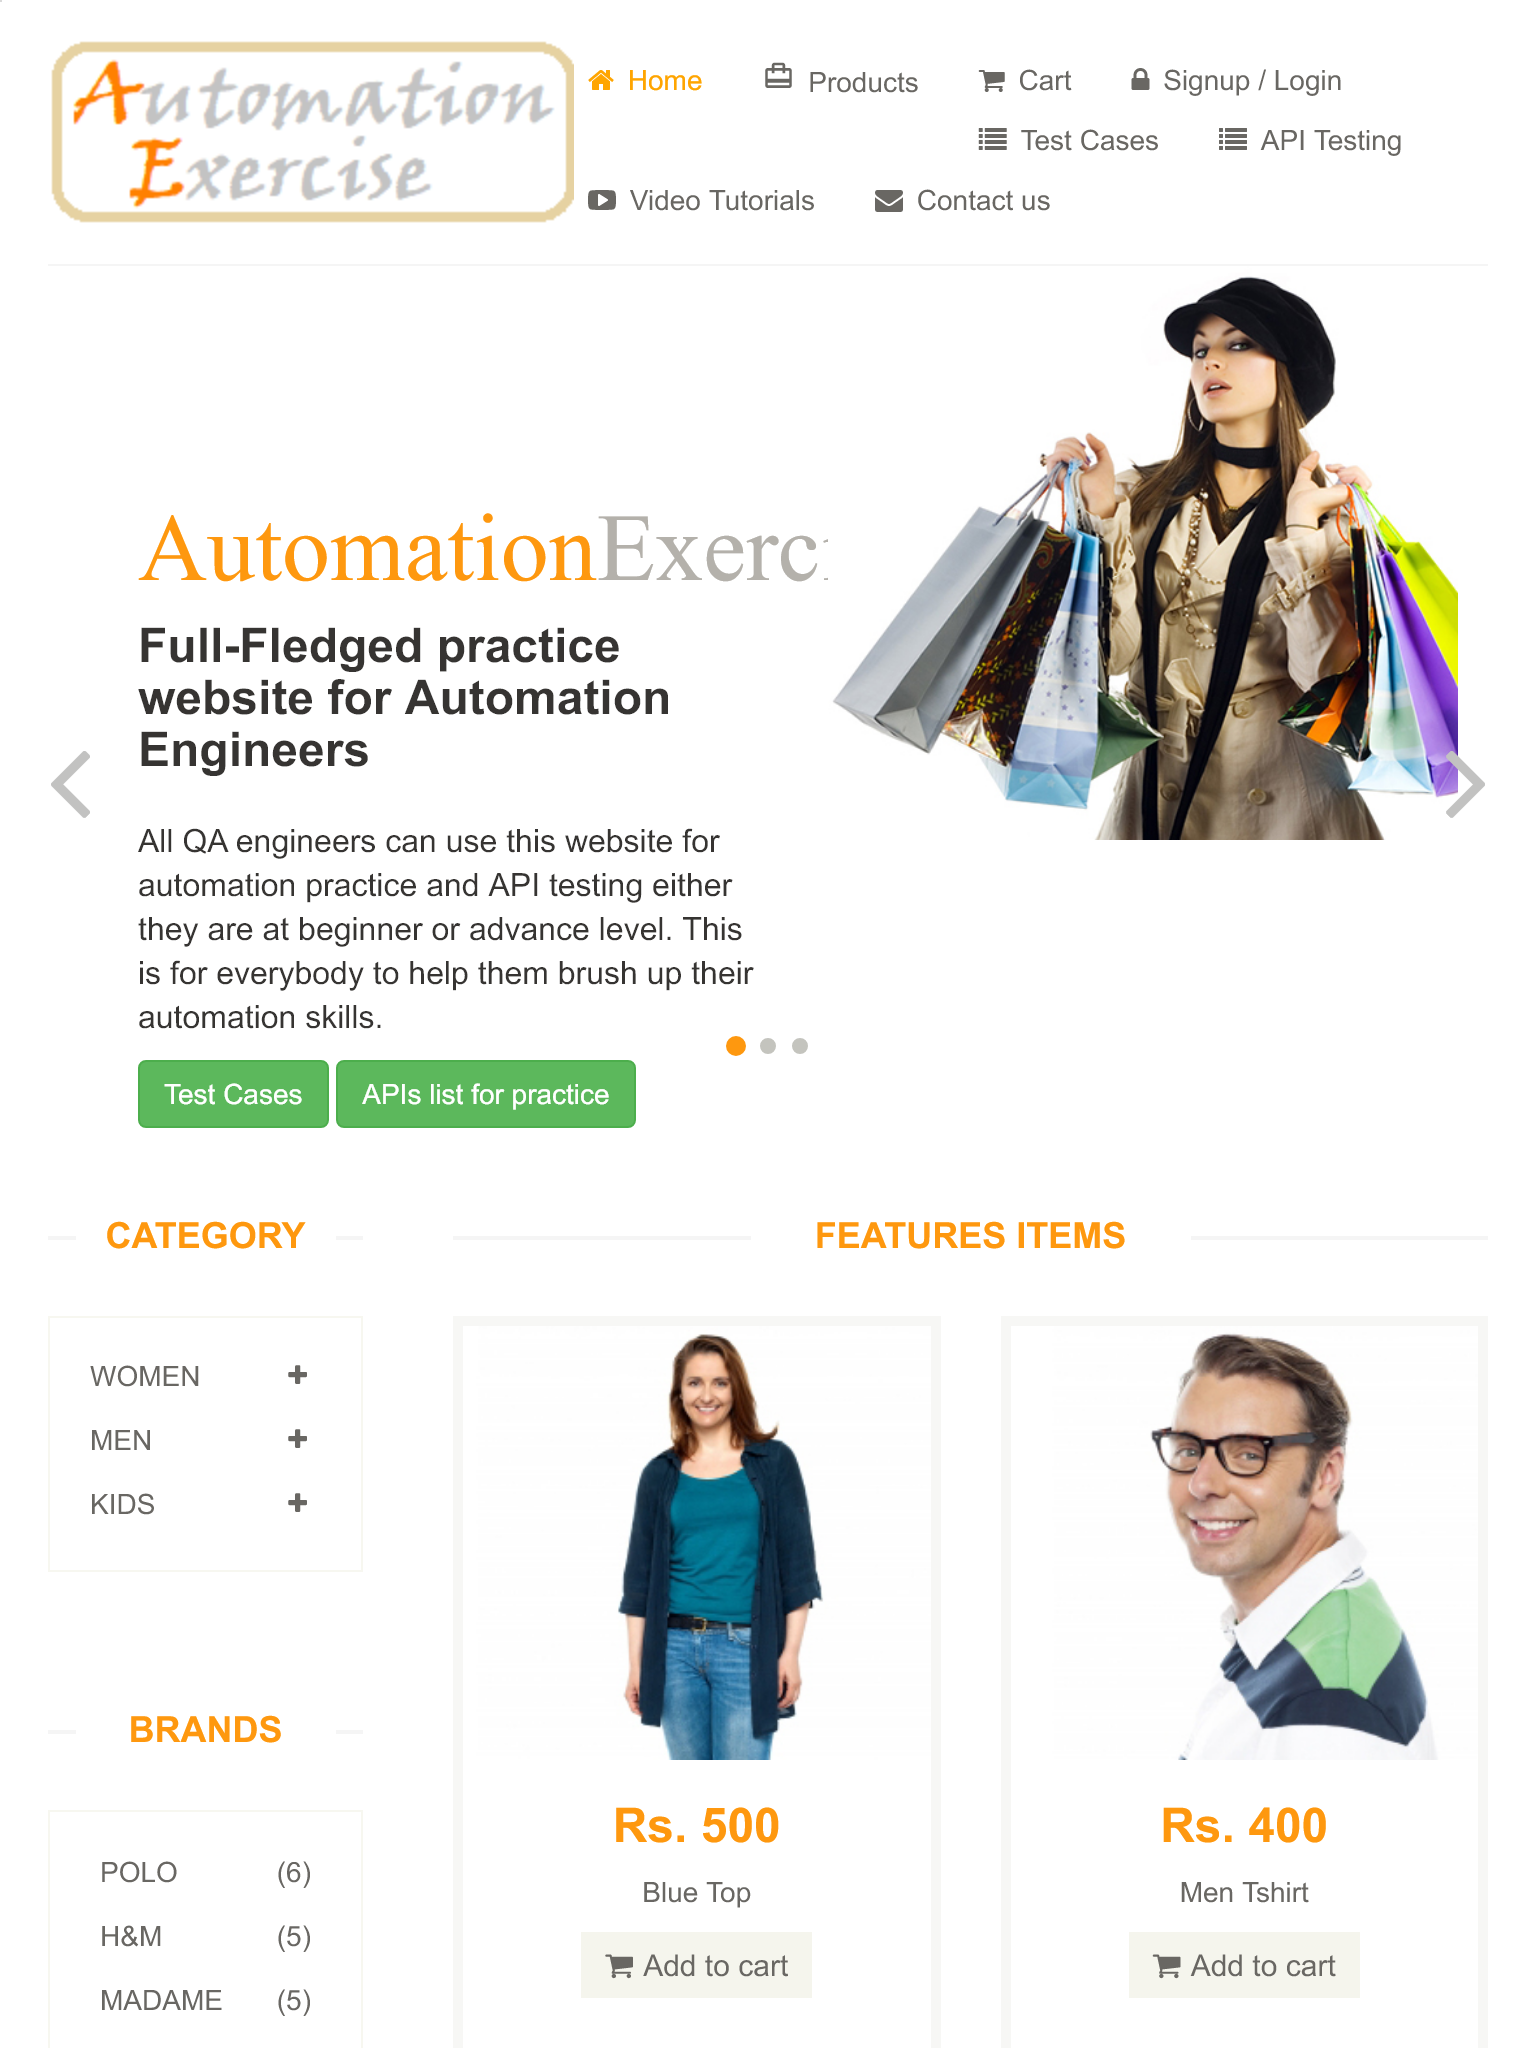 Automation
Exercise
Home
Products
Cart
Signup / Login
Test Cases
API Testing
Video Tutorials
Contact us
AutomationExerci
Full-Fledged practice
website for Automation
Engineers
All QA engineers can use this website for
automation practice and API testing either
they are at beginner or advance level. This
is for everybody to help them brush up their
automation skills.
Test Cases
APIs list for practice
CATEGORY
WOMEN
MEN
KIDS
BRANDS
POLO (6)
H&M (5)
MADAME (5)
FEATURES ITEMS
Rs. 500
Blue Top
Add to cart
Rs. 400
Men Tshirt
Add to cart